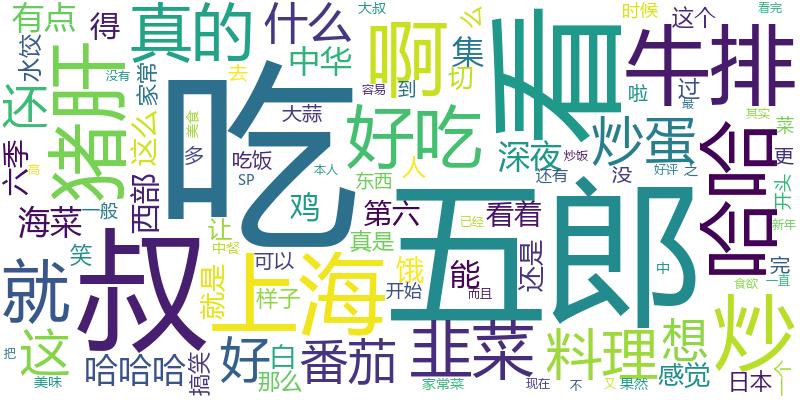 有点
得
真的
什么
大叔
啊
么
集
时候
这个
看完
水饺
没有
家常
去
中华
容易
到
切
看
牛排
啦
过
最
还
猪肝
这么
多
美食
吃
大蒜
好吃
深夜
炒饭
炒蛋
其实
菜
六季
高
西部
吃饭
SP
本人
东西
人
还有
没
好评
之
哈哈
更
开头
海菜
一般
鸡
第六
看着
已经
新年
笑
叔
让
中餐
真是
五郎
还是
中
完
就
就是
可以
上海
饿
能
食欲
一直
样子
开始
而且
这
哈哈哈
搞笑
好
白
那么
番茄
韭菜
料理
想
感觉
炒
一个
把
美味
家常菜
现在
不
又
果然
日本